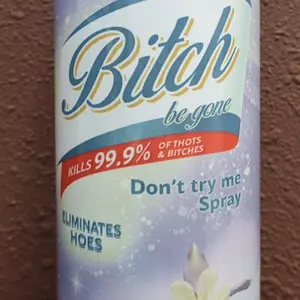 Bitch
be gone
KILLS 99.9% OF THOTS
& BITCHES
Don't try me
Spray
ELIMINATES
HOES